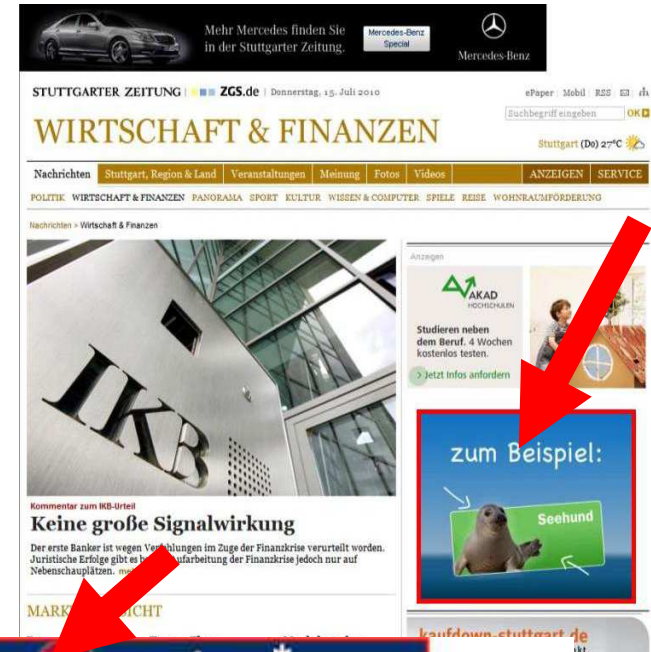 Mehr Mercedes finden Sie
in der Stuttgarter Zeitung.
Mercedes-Benz
Special
Mercedes-Benz
STUTTGARTER ZEITUNG | ZGS.de | Donnerstag, 15. Juli 2010
ePaper | Mobil | RSS
WIRTSCHAFT & FINANZEN
Suchbegriff eingeben OK
Stuttgart (Do) 27°C
Nachrichten Stuttgart, Region & Land Veranstaltungen Meinung Fotos Videos ANZEIGEN SERVICE
POLITIK WIRTSCHAFT & FINANZEN PANORAMA SPORT KULTUR WISSEN & COMPUTER SPIELE REISE WOHNRAUMFÖRDERUNG
Nachrichten > Wirtschaft & Finanzen
IKB
Kommentar zum IKB-Urteil
Keine große Signalwirkung
Der erste Banker ist wegen im Zuge der Finanzkrise verurteilt worden.
Juristische Erfolge gibt es der Finanzkrise jedoch nur auf
Nebenschauplätzen.
Anzeigen
AKAD
HOCHSCHULEN
Studieren neben
dem Beruf. 4 Wochen
kostenlos testen.
> Jetzt Infos anfordern
zum Beispiel:
Seehund
kaufdown-stuttgart.de